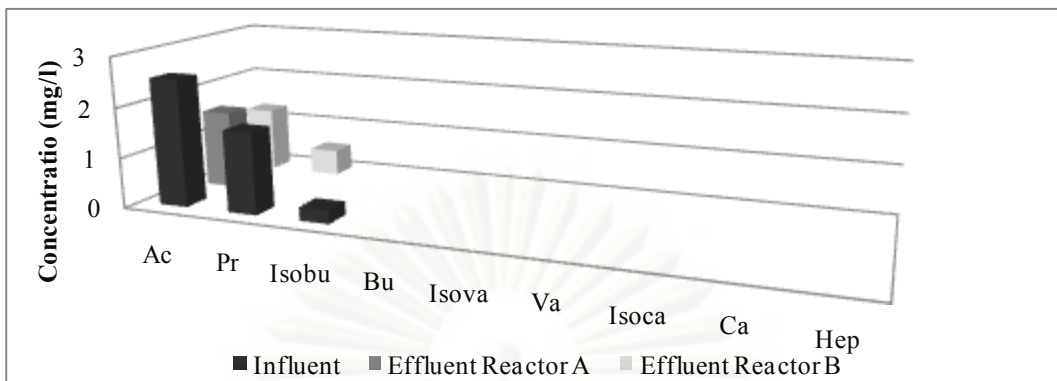 Concentratio (mg/l)
3
2
1
0
Ac
Pr
Isobu
Bu
Isova
Va
Isoca
Ca
Hep
Influent Effluent Reactor A Effluent Reactor B